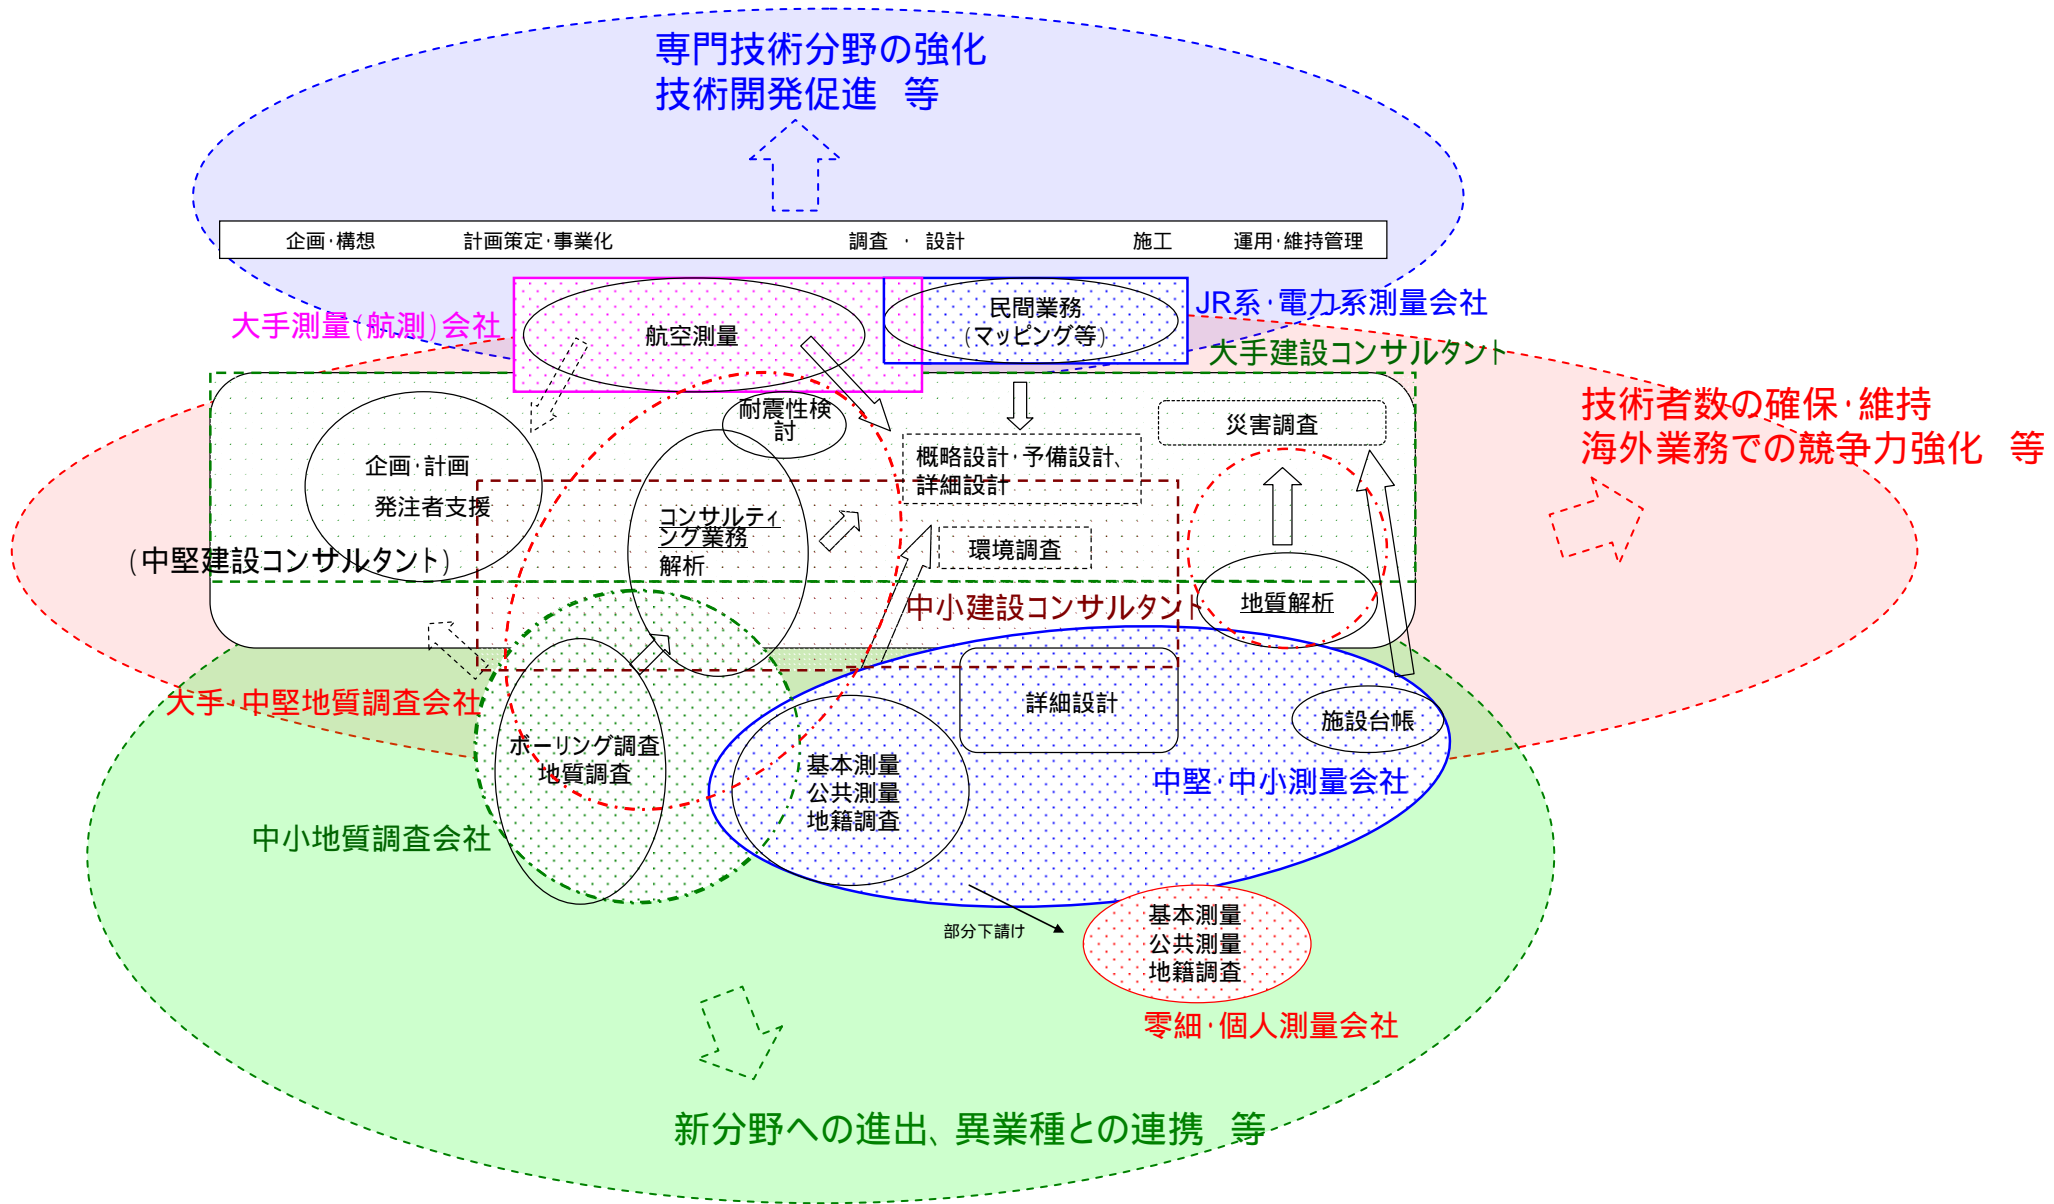 専門技術分野の強化
技術開発促進　等
企画・構想　計画策定・事業化　調査・設計　施工　運用・維持管理
大手測量(航測)会社
航空測量
民間業務
(マッピング等)
JR系・電力系測量会社
大手建設コンサルタント
技術者数の確保・維持
海外業務での競争力強化　等
耐震性検
討
災害調査
企画・計画
発注者支援
概略設計・予備設計、
詳細設計
コンサルティ
ング業務
解析
環境調査
(中堅建設コンサルタント)
中小建設コンサルタント
地質解析
大手・中堅地質調査会社
詳細設計
施設台帳
ボーリング調査
地質調査
基本測量
公共測量
地籍調査
中堅・中小測量会社
中小地質調査会社
部分下請け
基本測量
公共測量
地籍調査
零細・個人測量会社
新分野への進出、異業種との連携　等